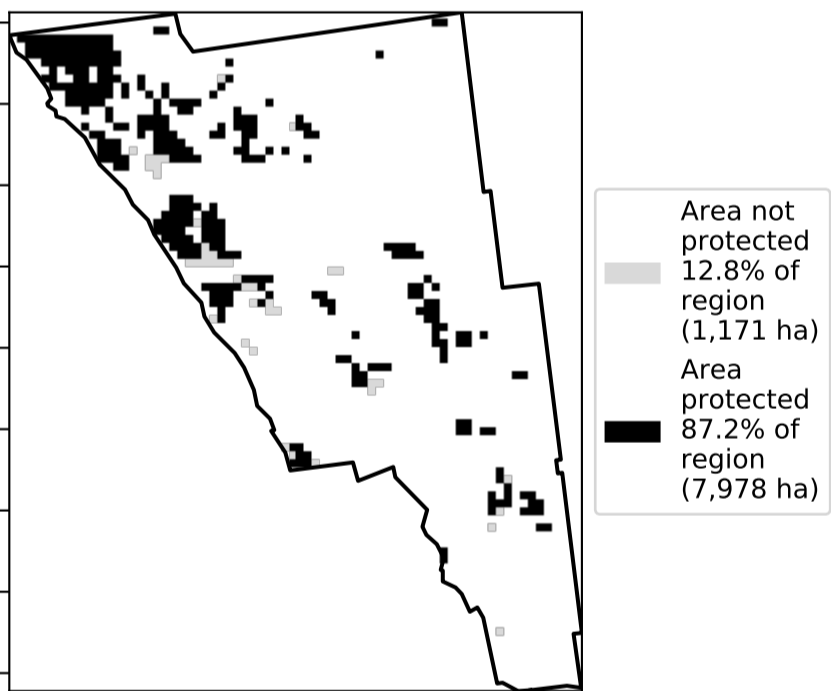 Area not
protected
12.8% of
region
(1,171 ha)
Area
protected
87.2% of
region
(7,978 ha)